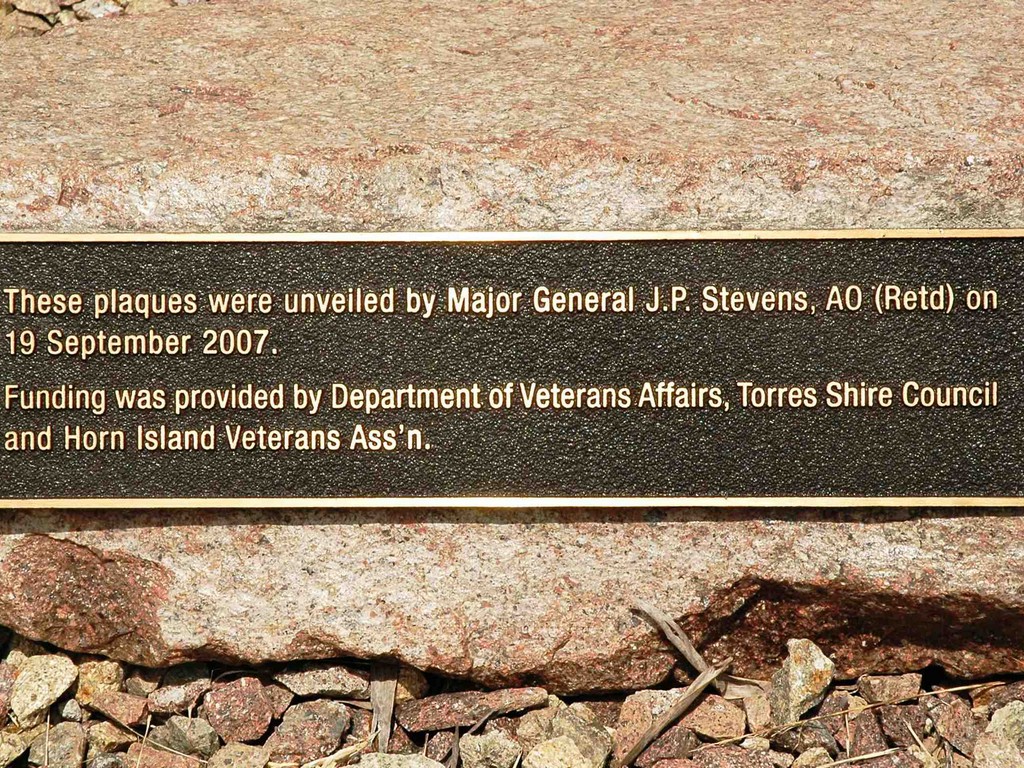 These plaques were unveiled by Major General J.P. Stevens, AO (Retd) on
19 September 2007.
Funding was provided by Department of Veterans Affairs, Torres Shire Council
and Horn Island Veterans Ass'n.